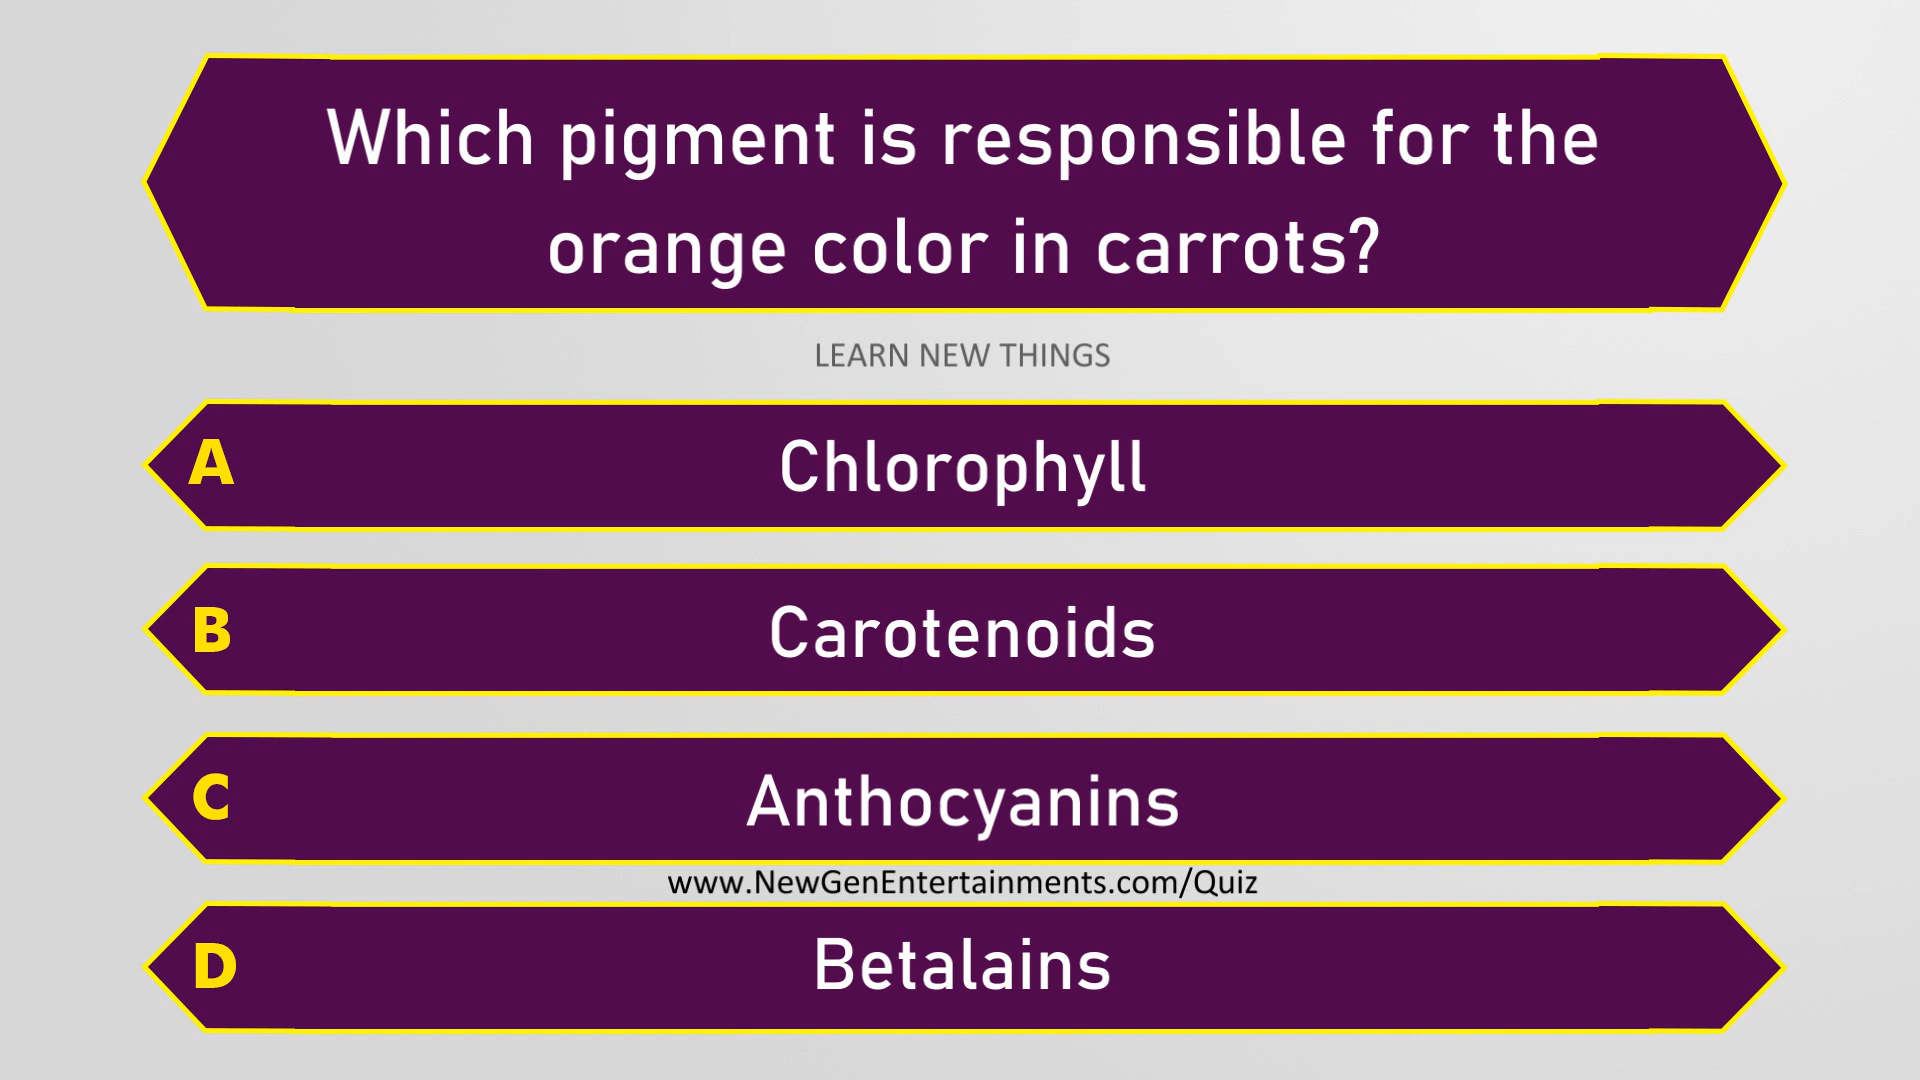 Which pigment is responsible for the
orange color in carrots?
LEARN NEW THINGS
A
Chlorophyll
B
Carotenoids
C
Anthocyanins
www.NewGenEntertainments.com/Quiz
D
Betalains